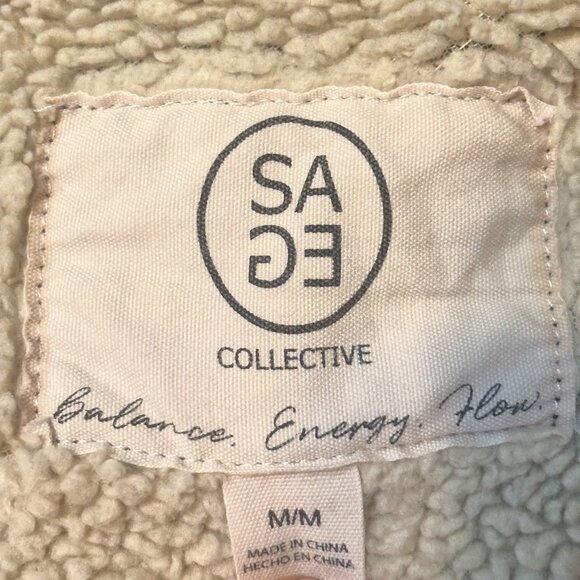 SA
GE
COLLECTIVE
Balance. Energy. Flow.
M/M
MADE IN CHINA
HECHO EN CHINA